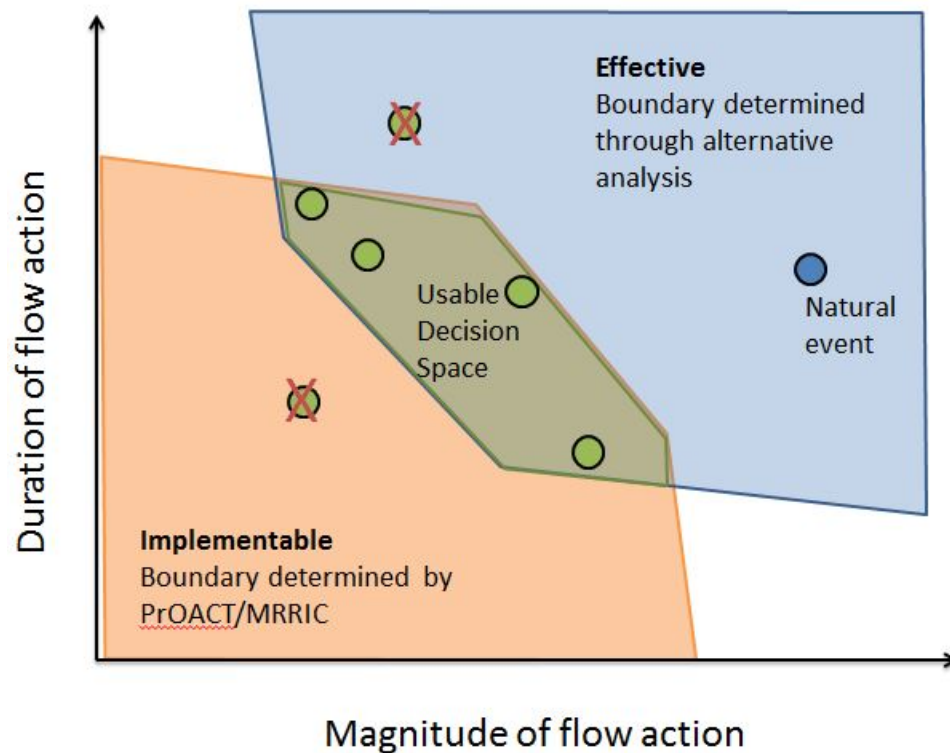 Duration of flow action
Effective
Boundary determined
through alternative
analysis
Natural
event
Usable
Decision
Space
Implementable
Boundary determined by
PrOACT/MRRIC
Magnitude of flow action